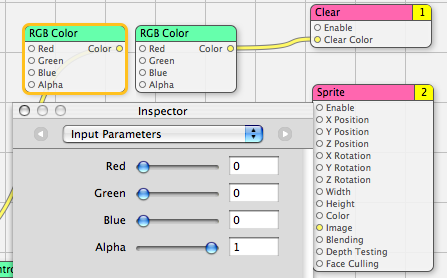 RGB Color
Red Color
Green
Blue
Alpha
RGB Color
Red Color
Green
Blue
Alpha
Clear 1
Enable
Clear Color
Sprite 2
Enable
X Position
Y Position
Z Position
X Rotation
Y Rotation
Z Rotation
Width
Height
Color
Image
Blending
Depth Testing
Face Culling
Inspector
Input Parameters
Red 0
Green 0
Blue 0
Alpha 1